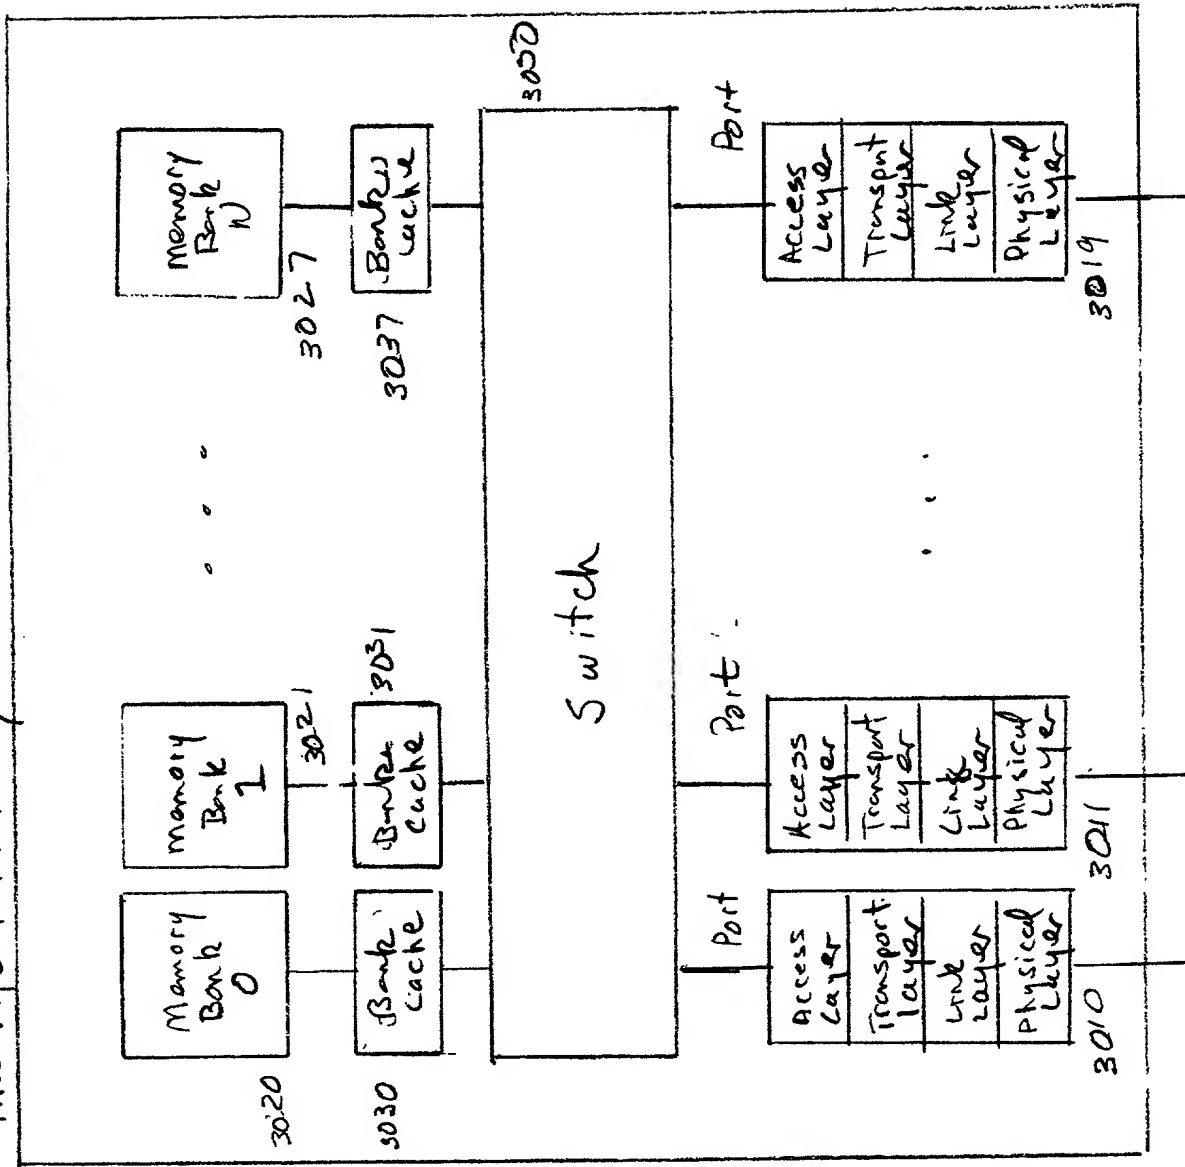 Memory
Bank
0
3020
Memory
Bank
1
3021
. . .
Memory
Bank
N
3027
Bank
Cache
3030
Bank
Cache
3031
Bank
Cache
3037
3050
Switch
Port
Port
. . .
Port
Access
Layer
Transport
Layer
Link
Layer
Physical
Layer
3010
Access
Layer
Transport
Layer
Link
Layer
Physical
Layer
3011
Access
Layer
Transport
Layer
Link
Layer
Physical
Layer
3019